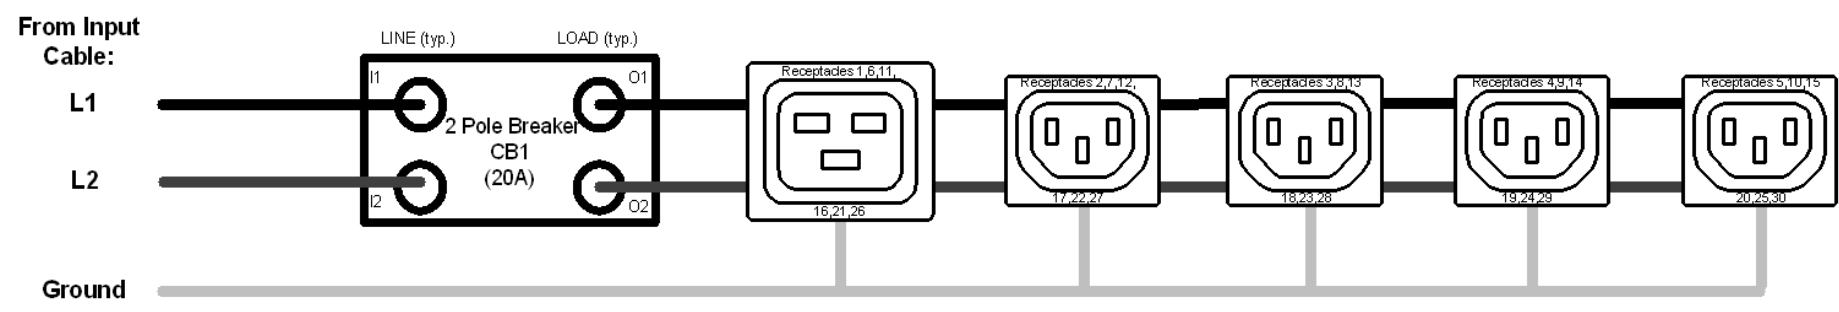 From Input
Cable:
LINE (typ.)
LOAD (typ.)
I1
O1
L1
2 Pole Breaker
CB1
(20A)
L2
I2
O2
Receptacles 1,6,11,
16,21,26
Receptacles 2,7,12,
17,22,27
Receptacles 3,8,13
18,23,28
Receptacles 4,9,14
19,24,29
Receptacles 5,10,15
20,25,30
Ground